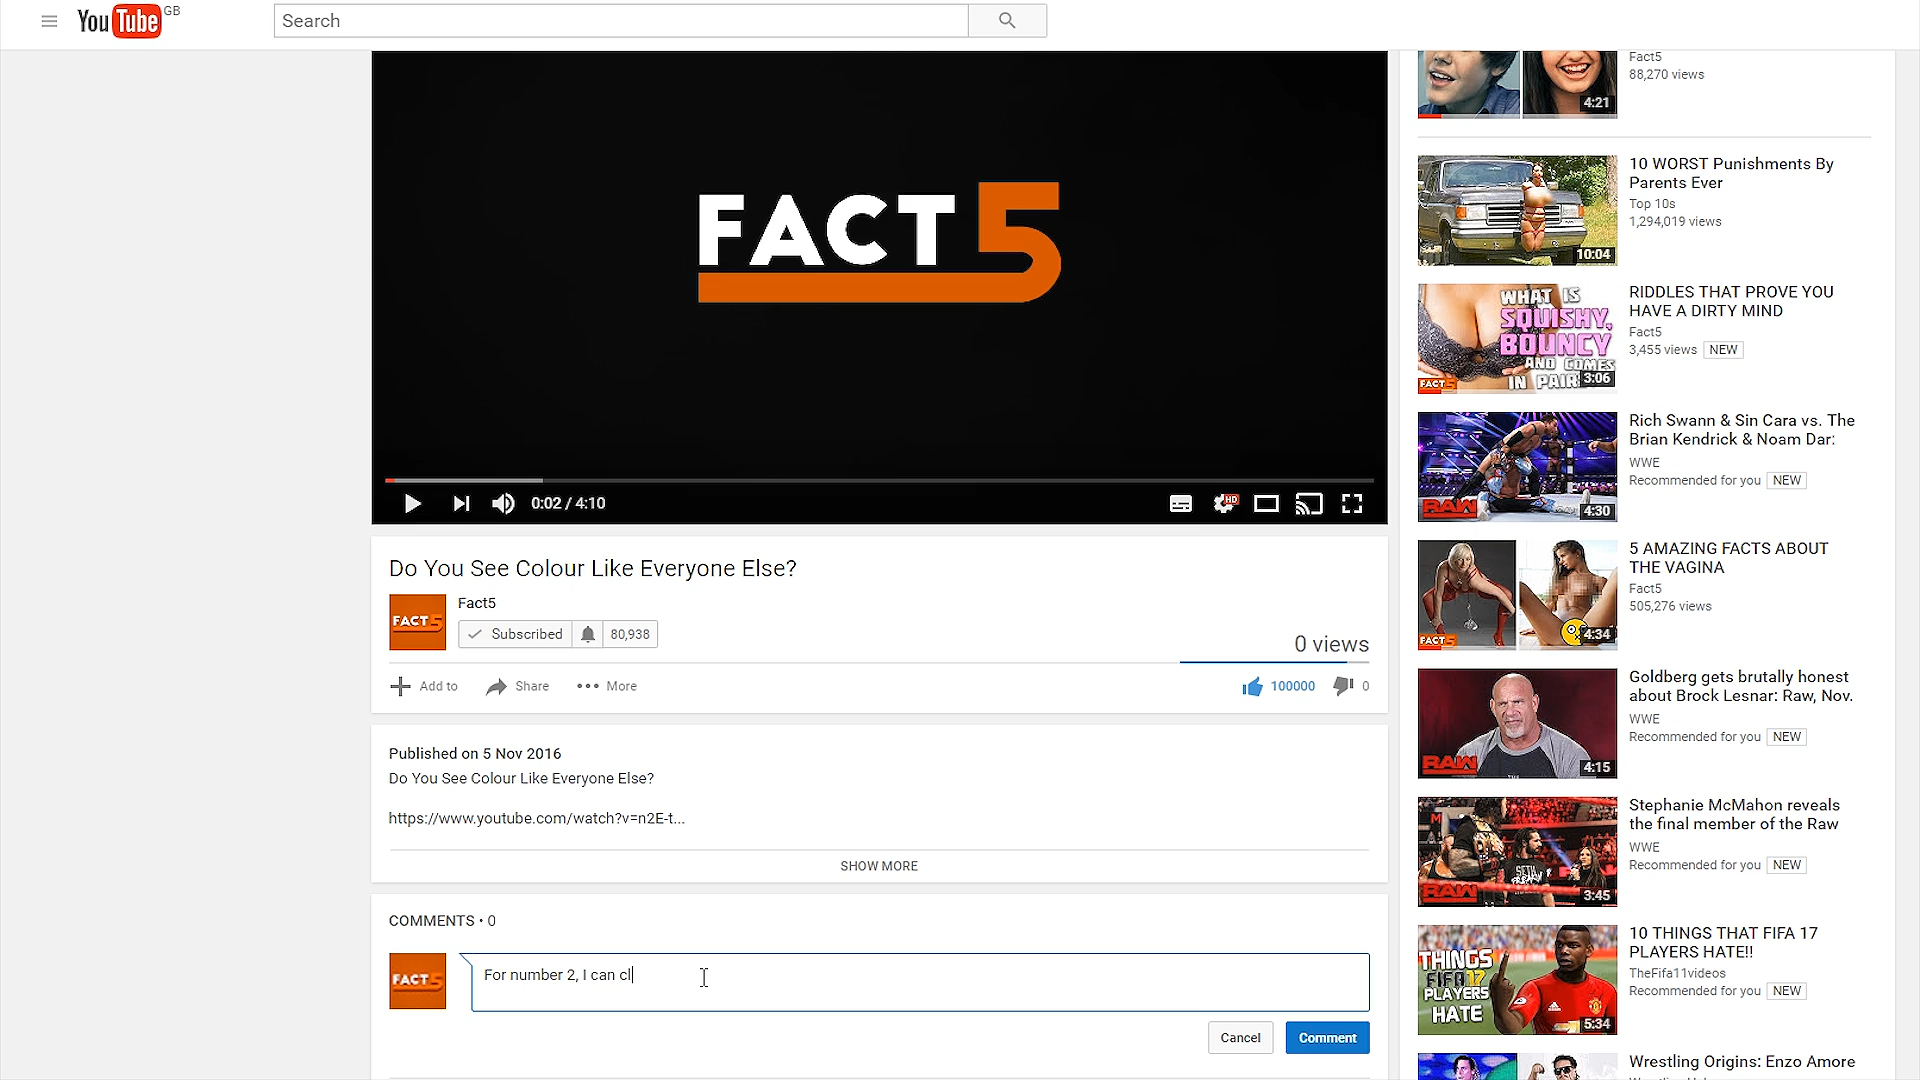 YouTube GB
Search
FACT5
0:02 / 4:10
HD
Do You See Colour Like Everyone Else?
FACT5
Fact5
Subscribed
80,938
0 views
Add to
Share
More
100000
0
Published on 5 Nov 2016
Do You See Colour Like Everyone Else?
https://www.youtube.com/watch?v=n2E-t...
SHOW MORE
COMMENTS • 0
FACT5
For number 2, I can cl
Cancel
Comment
4:21
Fact5
88,270 views
10:04
10 WORST Punishments By
Parents Ever
Top 10s
1,294,019 views
WHAT IS
SQUISHY,
BOUNCY
AND COMES
IN PAIR
FACT5
3:06
RIDDLES THAT PROVE YOU
HAVE A DIRTY MIND
Fact5
3,455 views NEW
RAW
4:30
Rich Swann & Sin Cara vs. The
Brian Kendrick & Noam Dar:
WWE
Recommended for you NEW
FACT5
4:34
5 AMAZING FACTS ABOUT
THE VAGINA
Fact5
505,276 views
RAW
4:15
Goldberg gets brutally honest
about Brock Lesnar: Raw, Nov.
WWE
Recommended for you NEW
RAW
3:45
Stephanie McMahon reveals
the final member of the Raw
WWE
Recommended for you NEW
THINGS
FIFA 17
PLAYERS
HATE
5:34
10 THINGS THAT FIFA 17
PLAYERS HATE!!
TheFifa11videos
Recommended for you NEW
Wrestling Origins: Enzo Amore